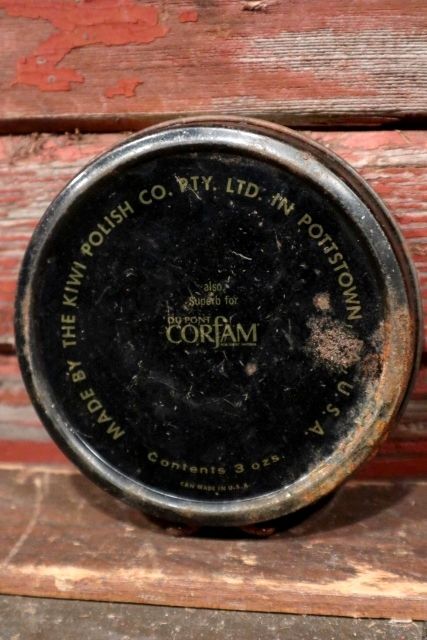 MADE BY THE KIWI POLISH CO. PTY. LTD. IN POTTSTOWN, U.S.A.
also
Superb for
DU PONT
CORFAM
Contents 3 ozs.
CAN MADE IN U.S.A.